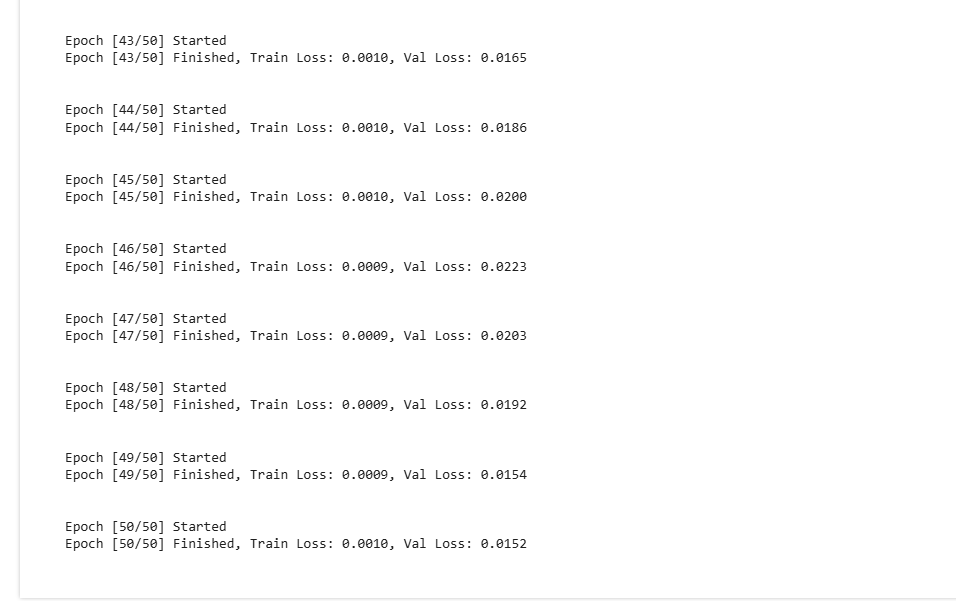 Epoch [43/50] Started
Epoch [43/50] Finished, Train Loss: 0.0010, Val Loss: 0.0165
Epoch [44/50] Started
Epoch [44/50] Finished, Train Loss: 0.0010, Val Loss: 0.0186
Epoch [45/50] Started
Epoch [45/50] Finished, Train Loss: 0.0010, Val Loss: 0.0200
Epoch [46/50] Started
Epoch [46/50] Finished, Train Loss: 0.0009, Val Loss: 0.0223
Epoch [47/50] Started
Epoch [47/50] Finished, Train Loss: 0.0009, Val Loss: 0.0203
Epoch [48/50] Started
Epoch [48/50] Finished, Train Loss: 0.0009, Val Loss: 0.0192
Epoch [49/50] Started
Epoch [49/50] Finished, Train Loss: 0.0009, Val Loss: 0.0154
Epoch [50/50] Started
Epoch [50/50] Finished, Train Loss: 0.0010, Val Loss: 0.0152